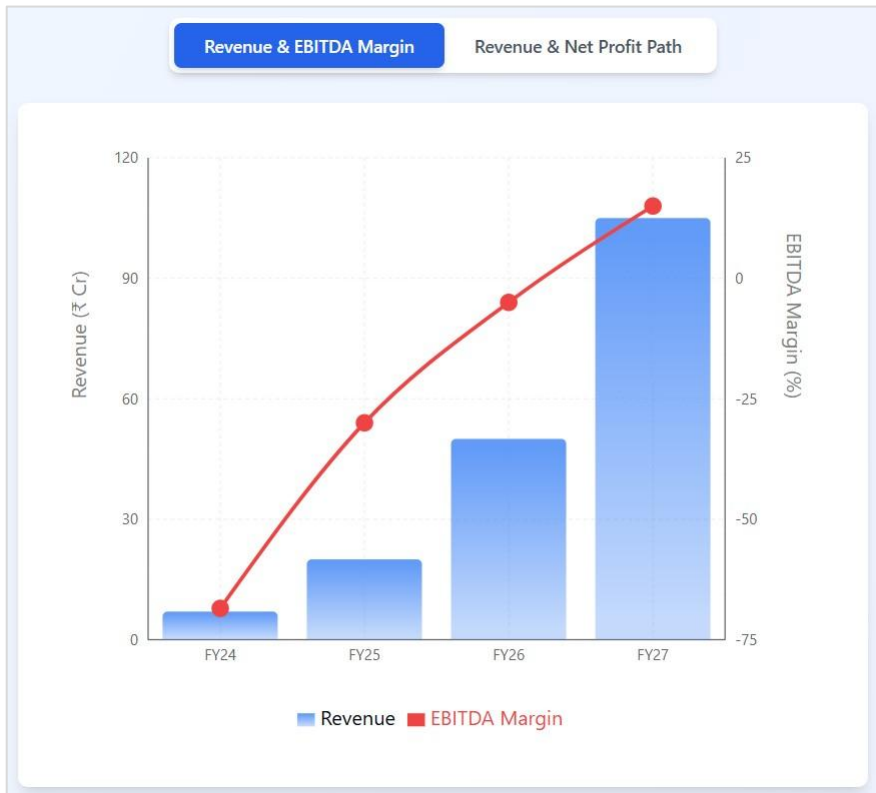 Revenue & EBITDA Margin
Revenue & Net Profit Path
120
90
60
30
0
Revenue (₹ Cr)
25
0
-25
-50
-75
EBITDA Margin (%)
FY24
FY25
FY26
FY27
Revenue
EBITDA Margin